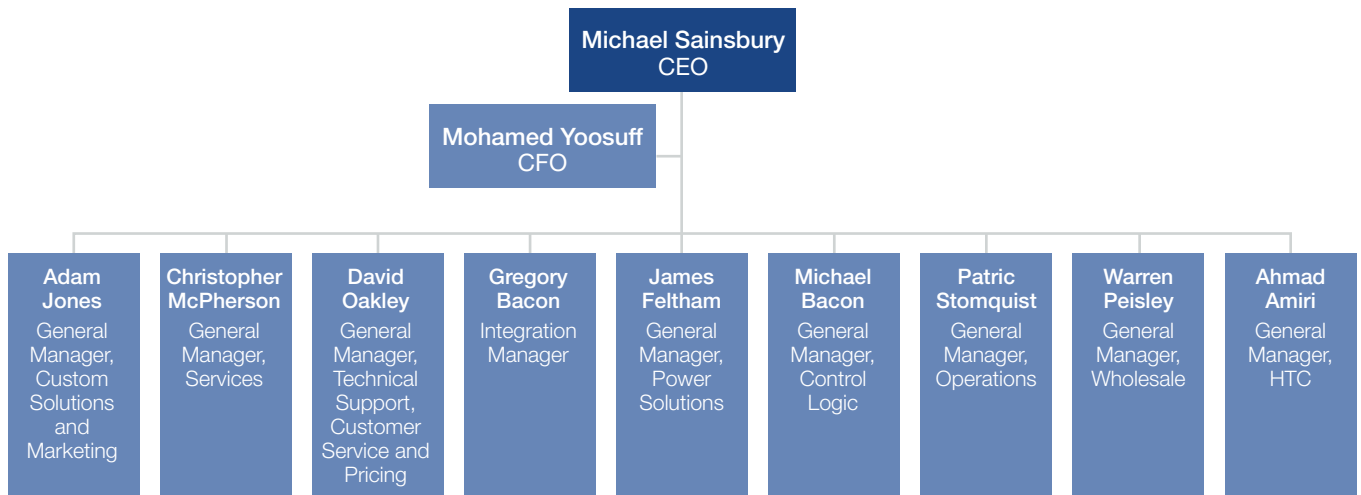 Michael Sainsbury
CEO
Mohamed Yoosuff
CFO
Adam
Jones
General
Manager,
Custom
Solutions
and
Marketing
Christopher
McPherson
General
Manager,
Services
David
Oakley
General
Manager,
Technical
Support,
Customer
Service and
Pricing
Gregory
Bacon
Integration
Manager
James
Feltham
General
Manager,
Power
Solutions
Michael
Bacon
General
Manager,
Control
Logic
Patric
Stomquist
General
Manager,
Operations
Warren
Peisley
General
Manager,
Wholesale
Ahmad
Amiri
General
Manager,
HTC